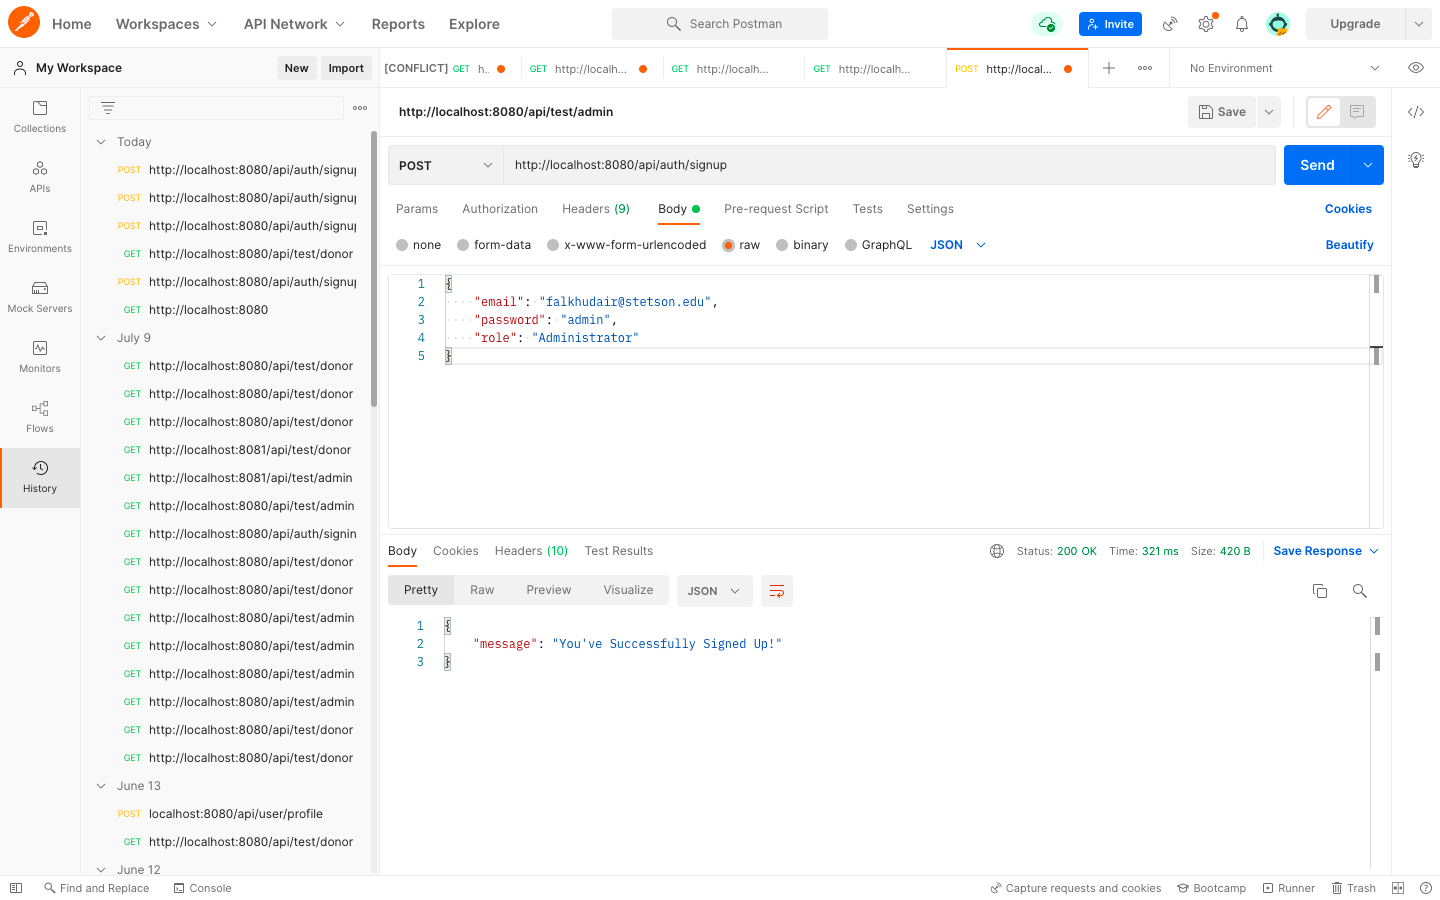 Home Workspaces API Network Reports Explore Search Postman Invite Upgrade
My Workspace New Import [CONFLICT] GET h.. GET http://localh... GET http://localh... GET http://localh... POST http://local... No Environment
Collections
APIs
Environments
Mock Servers
Monitors
Flows
History
Today
POST http://localhost:8080/api/auth/signup
POST http://localhost:8080/api/auth/signup
POST http://localhost:8080/api/auth/signup
GET http://localhost:8080/api/test/donor
POST http://localhost:8080/api/auth/signup
GET http://localhost:8080
July 9
GET http://localhost:8080/api/test/donor
GET http://localhost:8080/api/test/donor
GET http://localhost:8080/api/test/donor
GET http://localhost:8081/api/test/donor
GET http://localhost:8081/api/test/admin
GET http://localhost:8080/api/test/admin
GET http://localhost:8080/api/auth/signin
GET http://localhost:8080/api/test/donor
GET http://localhost:8080/api/test/donor
GET http://localhost:8080/api/test/admin
GET http://localhost:8080/api/test/admin
GET http://localhost:8080/api/test/admin
GET http://localhost:8080/api/test/admin
GET http://localhost:8080/api/test/donor
GET http://localhost:8080/api/test/donor
June 13
POST localhost:8080/api/user/profile
GET http://localhost:8080/api/test/donor
June 12
http://localhost:8080/api/test/admin Save
POST http://localhost:8080/api/auth/signup Send
Params Authorization Headers (9) Body Pre-request Script Tests Settings Cookies
none form-data x-www-form-urlencoded raw binary GraphQL JSON Beautify
1 {
2 "email": "falkhudair@stetson.edu",
3 "password": "admin",
4 "role": "Administrator"
5 }
Body Cookies Headers (10) Test Results Status: 200 OK Time: 321 ms Size: 420 B Save Response
Pretty Raw Preview Visualize JSON
1 {
2 "message": "You've Successfully Signed Up!"
3 }
Find and Replace Console Capture requests and cookies Bootcamp Runner Trash